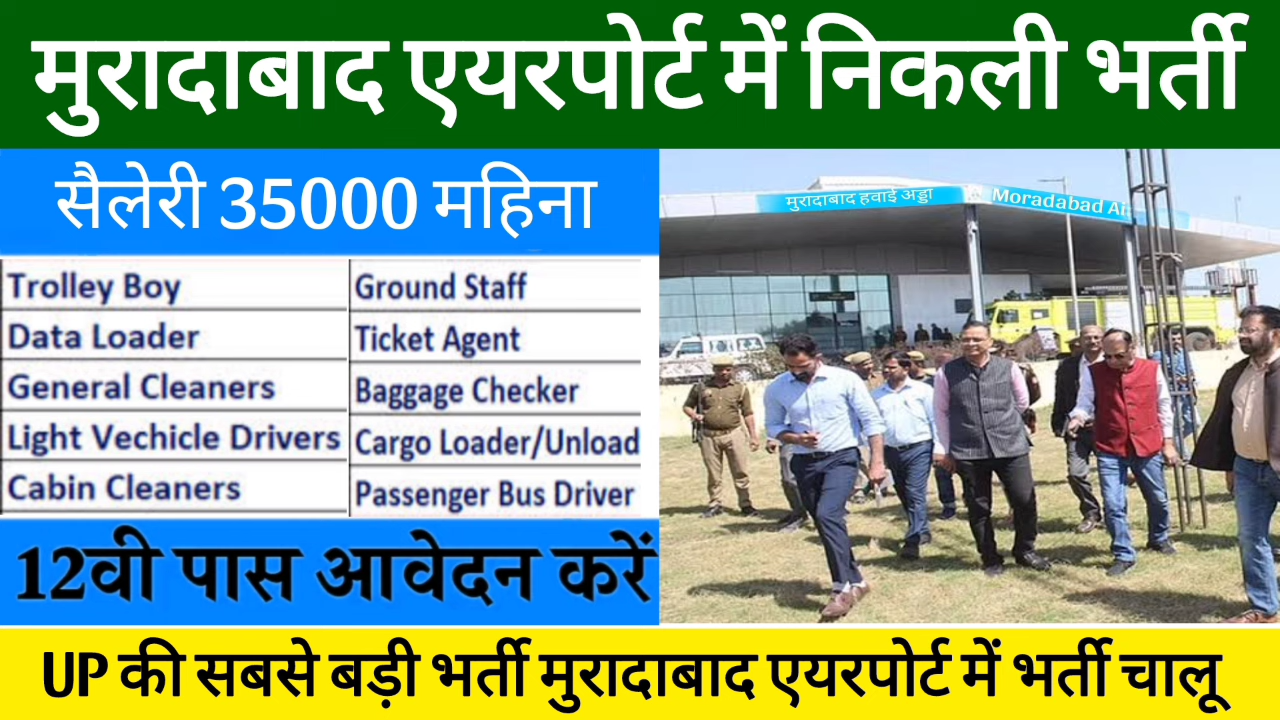 मुरादाबाद एयरपोर्ट में निकली भर्ती
सैलेरी 35000 महिना
मुरादाबाद हवाई अड्डा
Moradabad Ai
Trolley Boy
Ground Staff
Data Loader
Ticket Agent
General Cleaners
Baggage Checker
Light Vechicle Drivers
Cargo Loader/Unload
Cabin Cleaners
Passenger Bus Driver
12वी पास आवेदन करें
UP की सबसे बड़ी भर्ती मुरादाबाद एयरपोर्ट में भर्ती चालू